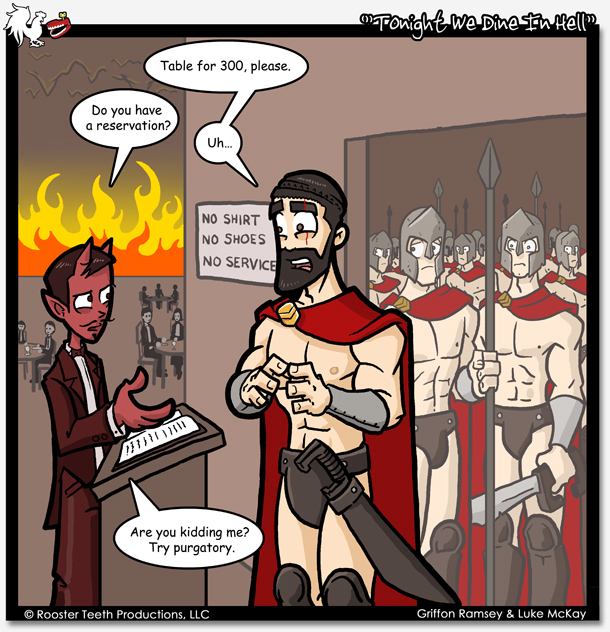 "Tonight We Dine In Hell"
Table for 300, please.
Do you have
a reservation?
Uh...
NO SHIRT
NO SHOES
NO SERVICE
Are you kidding me?
Try purgatory.
© Rooster Teeth Productions, LLC
Griffon Ramsey & Luke McKay